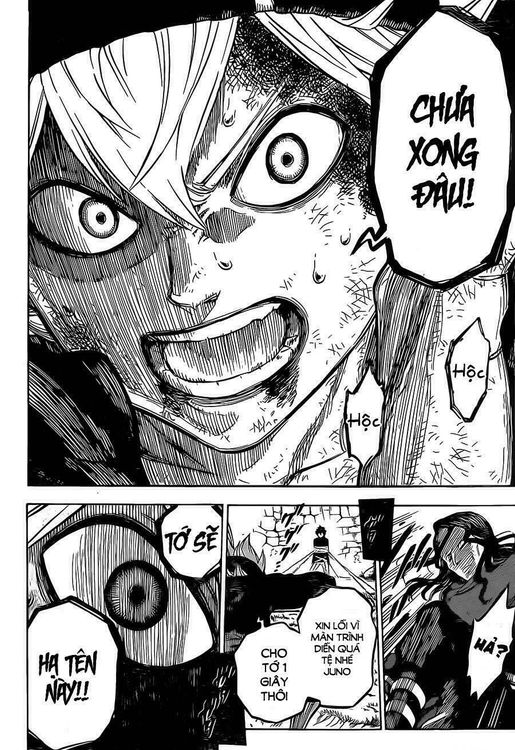 CHƯA
XONG
ĐÂU!
Hộc
Hộc
HẢ?
XIN LỖI VÌ
MÀN TRÌNH
DIỄN QUÁ
TỆ NHÉ
JUNO
CHO
TỚ 1
GIÂY
THÔI
TỚ SẼ
HẠ TÊN
NÀY!!